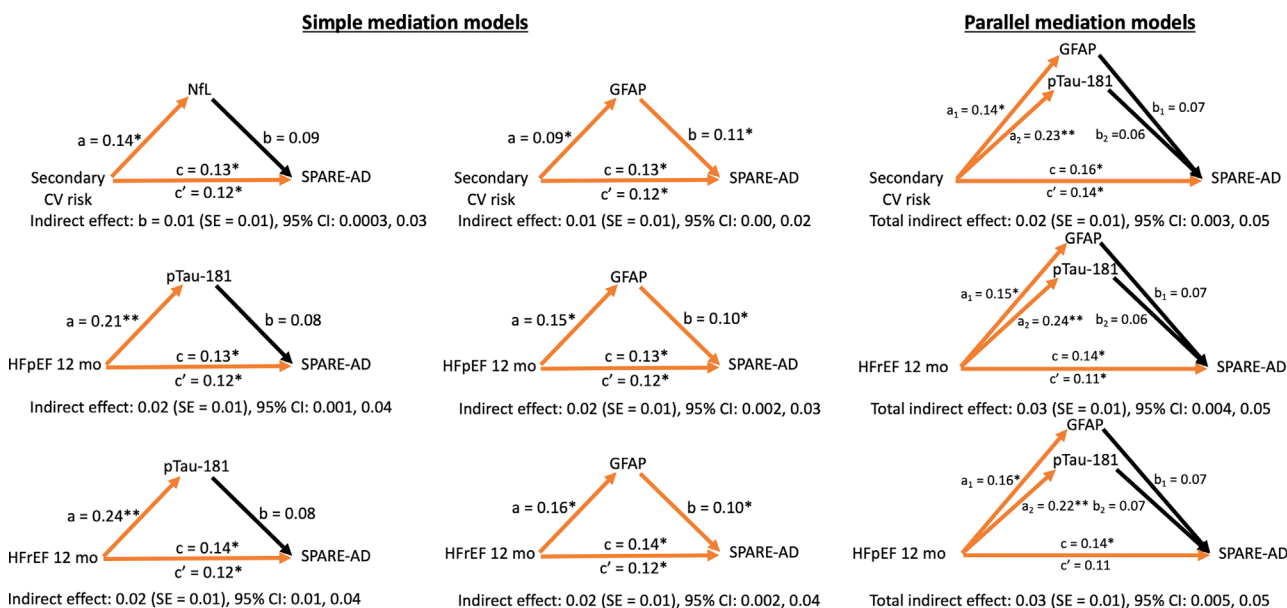 Simple mediation models
Parallel mediation models
NfL
a = 0.14*
b = 0.09
c = 0.13*
c’ = 0.12*
Secondary
CV risk
SPARE-AD
Indirect effect: b = 0.01 (SE = 0.01), 95% CI: 0.0003, 0.03
GFAP
a = 0.09*
b = 0.11*
c = 0.13*
c’ = 0.12*
Secondary
CV risk
SPARE-AD
Indirect effect: 0.01 (SE = 0.01), 95% CI: 0.00, 0.02
GFAP
pTau-181
a₁ = 0.14*
b₁ = 0.07
a₂ = 0.23**
b₂ = 0.06
c = 0.16*
c’ = 0.14*
Secondary
CV risk
SPARE-AD
Total indirect effect: 0.02 (SE = 0.01), 95% CI: 0.003, 0.05
pTau-181
a = 0.21**
b = 0.08
c = 0.13*
c’ = 0.12*
HFpEF 12 mo
SPARE-AD
Indirect effect: 0.02 (SE = 0.01), 95% CI: 0.001, 0.04
GFAP
a = 0.15*
b = 0.10*
c = 0.13*
c’ = 0.12*
HFpEF 12 mo
SPARE-AD
Indirect effect: 0.02 (SE = 0.01), 95% CI: 0.002, 0.03
GFAP
pTau-181
a₁ = 0.15*
b₁ = 0.07
a₂ = 0.24**
b₂ = 0.06
c = 0.14*
c’ = 0.11*
HFrEF 12 mo
SPARE-AD
Total indirect effect: 0.03 (SE = 0.01), 95% CI: 0.004, 0.05
pTau-181
a = 0.24**
b = 0.08
c = 0.14*
c’ = 0.12*
HFrEF 12 mo
SPARE-AD
Indirect effect: 0.02 (SE = 0.01), 95% CI: 0.01, 0.04
GFAP
a = 0.16*
b = 0.10*
c = 0.14*
c’ = 0.12*
HFrEF 12 mo
SPARE-AD
Indirect effect: 0.02 (SE = 0.01), 95% CI: 0.002, 0.04
GFAP
pTau-181
a₁ = 0.16*
b₁ = 0.07
a₂ = 0.22**
b₂ = 0.07
c = 0.14*
c’ = 0.11
HFpEF 12 mo
SPARE-AD
Total indirect effect: 0.03 (SE = 0.01), 95% CI: 0.005, 0.05